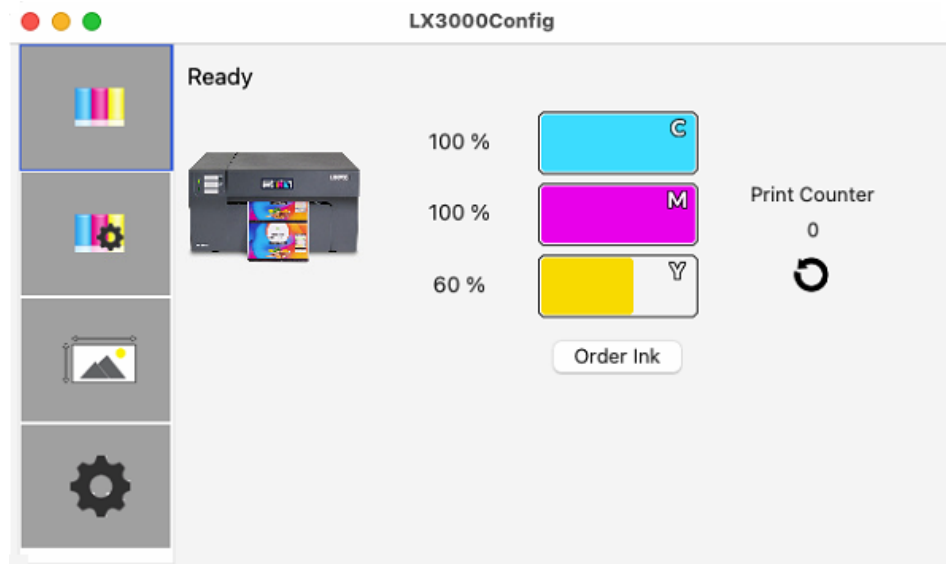 LX3000Config
Ready
100 %
C
100 %
M
Print Counter
0
60 %
Y
Order Ink